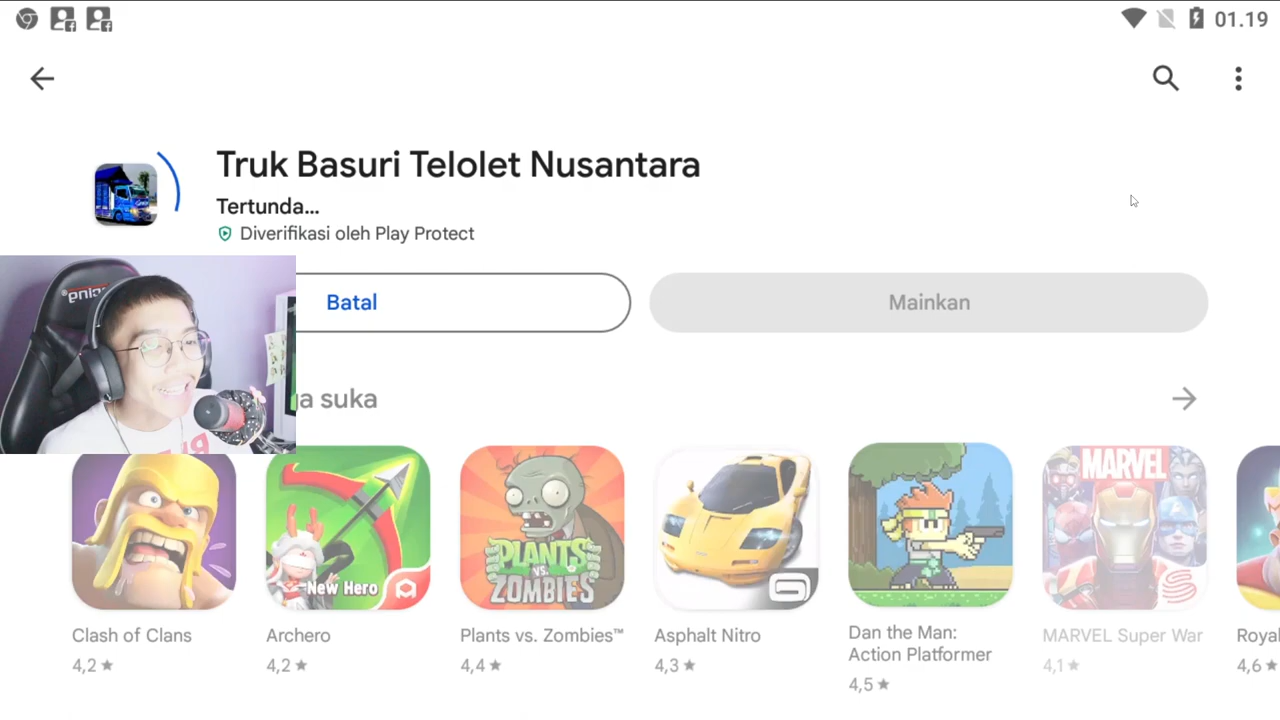 01.19
Truk Basuri Telolet Nusantara
Tertunda...
Diverifikasi oleh Play Protect
Batal
Mainkan
a suka
MARVEL
New Hero
PLANTS
VS.
ZOMBIES
Clash of Clans
Archero
Plants vs. Zombies™
Asphalt Nitro
Dan the Man:
Action Platformer
MARVEL Super War
Royal
4,2 ★
4,2 ★
4,4 ★
4,3 ★
4,5 ★
4,1 ★
4,6 ★